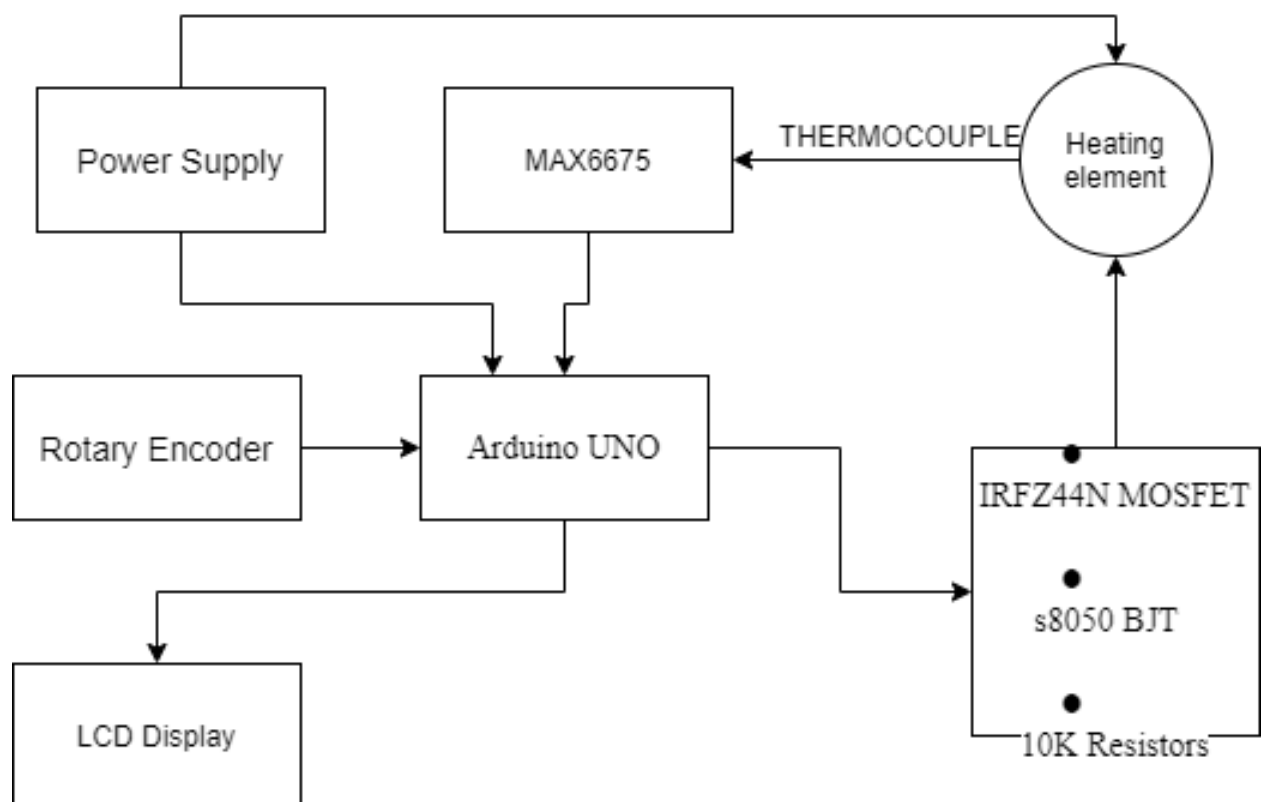 Power Supply
MAX6675
THERMOCOUPLE
Heating
element
Rotary Encoder
Arduino UNO
IRFZ44N MOSFET
s8050 BJT
10K Resistors
LCD Display